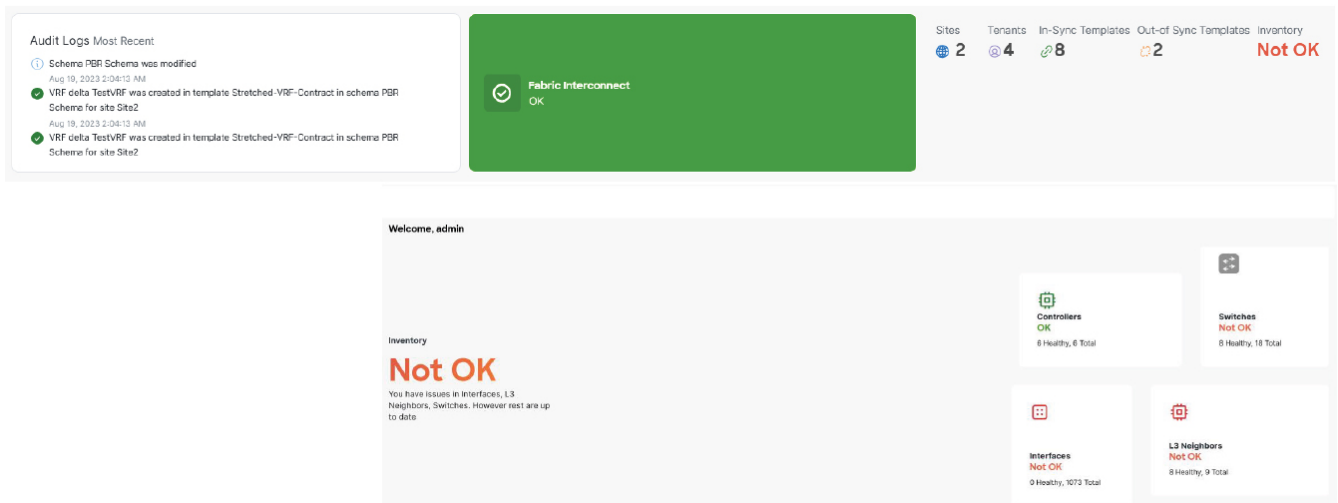 Audit Logs Most Recent
Schema PBR Schema was modified
Aug 19, 2023 2:04:13 AM
VRF delta TestVRF was created in template Stretched-VRF-Contract in schema PBR
Schema for site Site2
Aug 19, 2023 2:04:13 AM
VRF delta TestVRF was created in template Stretched-VRF-Contract in schema PBR
Schema for site Site2
Fabric Interconnect
OK
Sites
2
Tenants
4
In-Sync Templates
8
Out-of Sync Templates
2
Inventory
Not OK
Welcome, admin
Inventory
Not OK
You have issues in Interfaces, L3
Neighbors, Switches. However rest are up
to date
Controllers
OK
6 Healthy, 6 Total
Switches
Not OK
8 Healthy, 18 Total
Interfaces
Not OK
0 Healthy, 1073 Total
L3 Neighbors
Not OK
8 Healthy, 9 Total